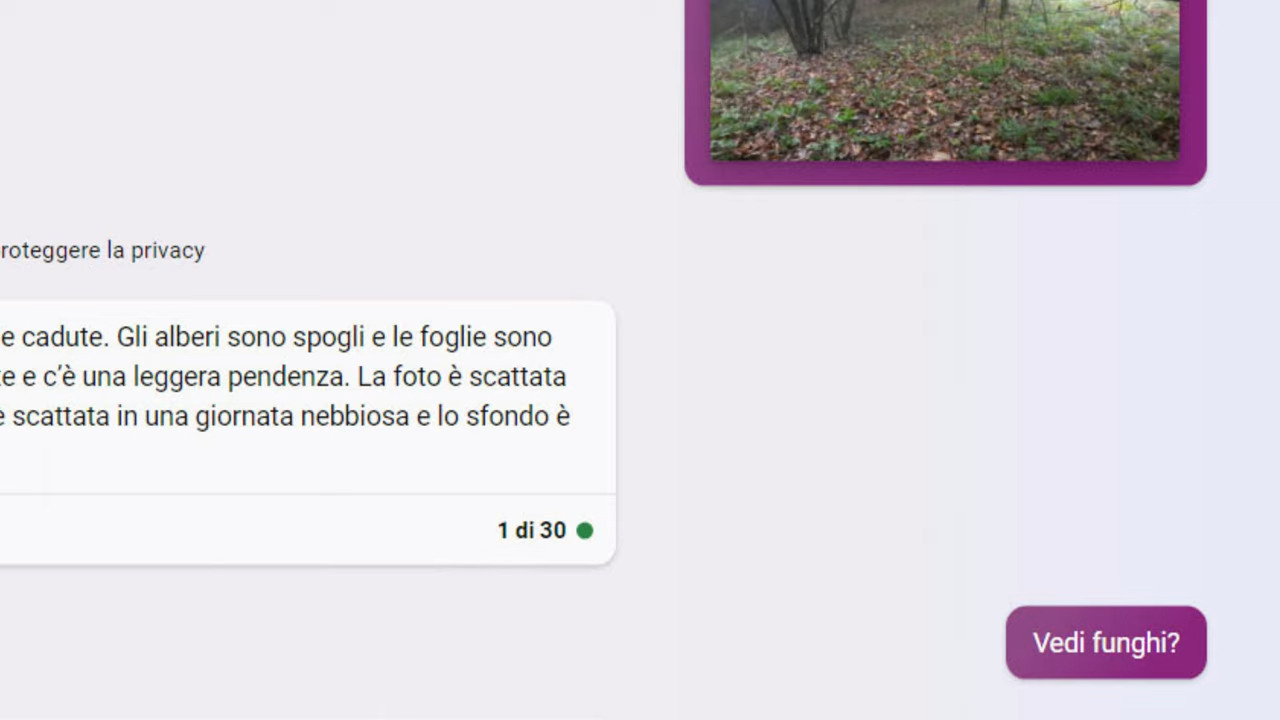 roteggere la privacy
e cadute. Gli alberi sono spogli e le foglie sono
e e c'è una leggera pendenza. La foto è scattata
scattata in una giornata nebbiosa e lo sfondo è
1 di 30
Vedi funghi?